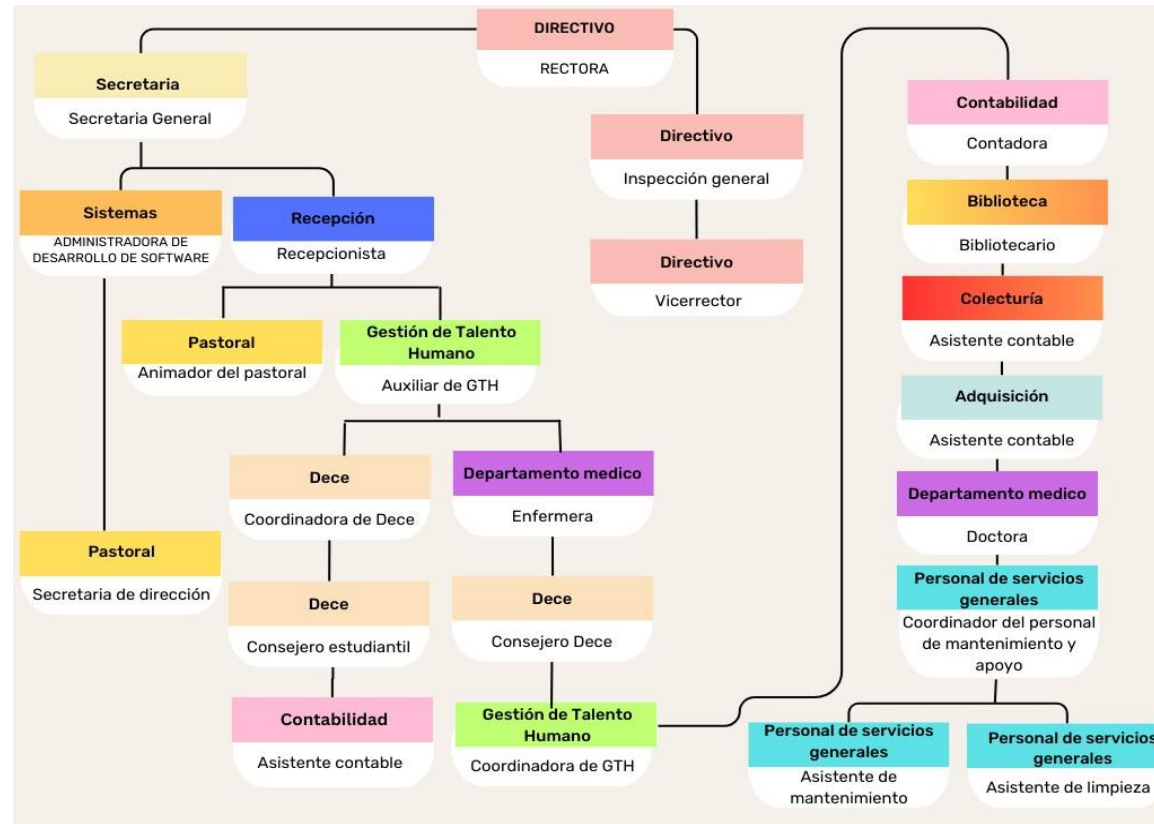 DIRECTIVO
RECTORA
Secretaria
Secretaria General
Directivo
Inspección general
Directivo
Vicerrector
Sistemas
ADMINISTRADORA DE
DESARROLLO DE SOFTWARE
Recepción
Recepcionista
Pastoral
Animador del pastoral
Gestión de Talento
Humano
Auxiliar de GTH
Dece
Coordinadora de Dece
Departamento medico
Enfermera
Pastoral
Secretaria de dirección
Dece
Consejero estudiantil
Dece
Consejero Dece
Contabilidad
Asistente contable
Gestión de Talento
Humano
Coordinadora de GTH
Contabilidad
Contadora
Biblioteca
Bibliotecario
Colecturía
Asistente contable
Adquisición
Asistente contable
Departamento medico
Doctora
Personal de servicios
generales
Coordinador del personal
de mantenimiento y
apoyo
Personal de servicios
generales
Asistente de
mantenimiento
Personal de servicios
generales
Asistente de limpieza